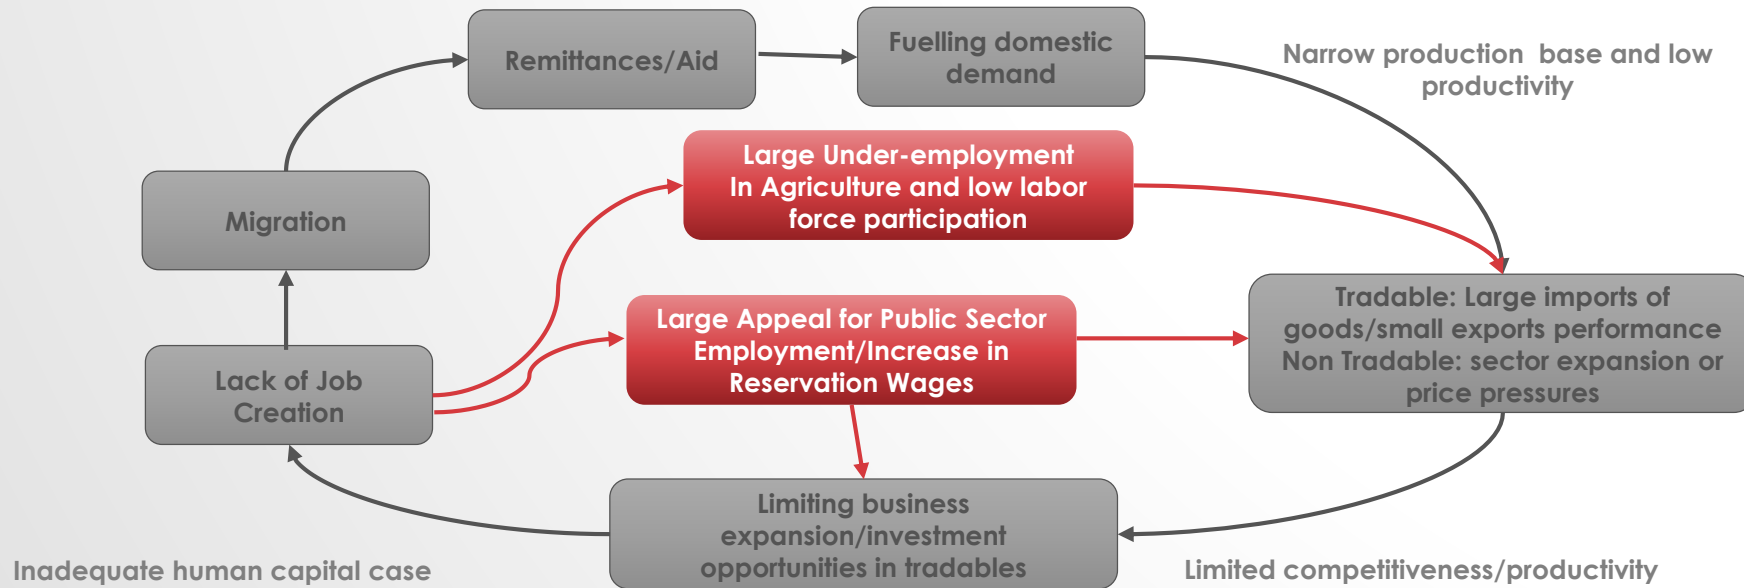 Remittances/Aid
Fuelling domestic
demand
Narrow production base and low
productivity
Large Under-employment
In Agriculture and low labor
force participation
Migration
Large Appeal for Public Sector
Employment/Increase in
Reservation Wages
Tradable: Large imports of
goods/small exports performance
Non Tradable: sector expansion or
price pressures
Lack of Job
Creation
Limiting business
expansion/investment
opportunities in tradables
Inadequate human capital case
Limited competitiveness/productivity